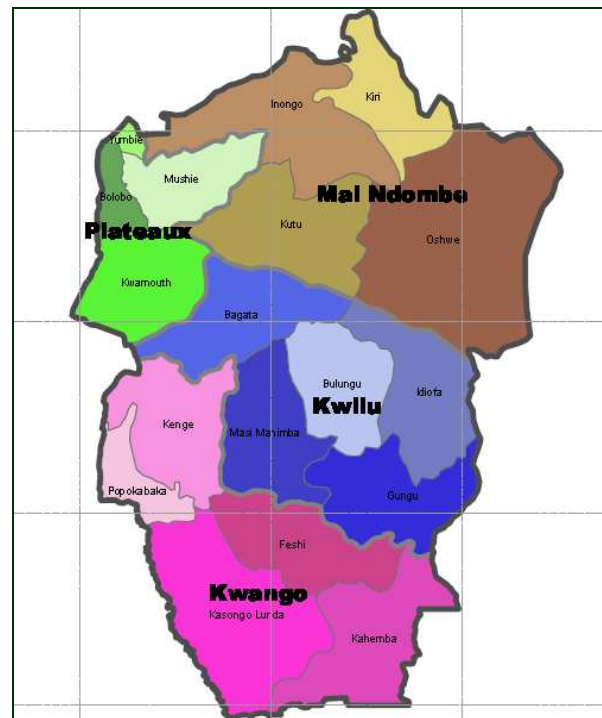 Kiri
Inongo
Yumbie
Mushie
Mai Ndombe
Bolobo
Kutu
Plateaux
Oshwe
Kwamouth
Bagata
Bulungu
Idiofa
Kwilu
Kenge
Masi Manimba
Popokabaka
Gungu
Feshi
Kwango
Kasongo Lunda
Kahemba